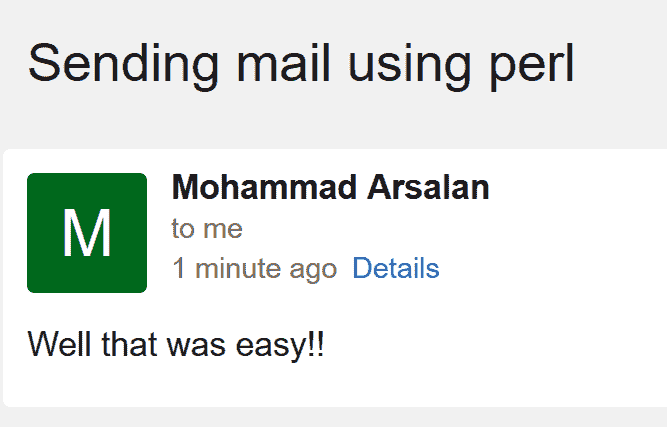 Sending mail using perl
M
Mohammad Arsalan
to me
1 minute ago Details
Well that was easy!!